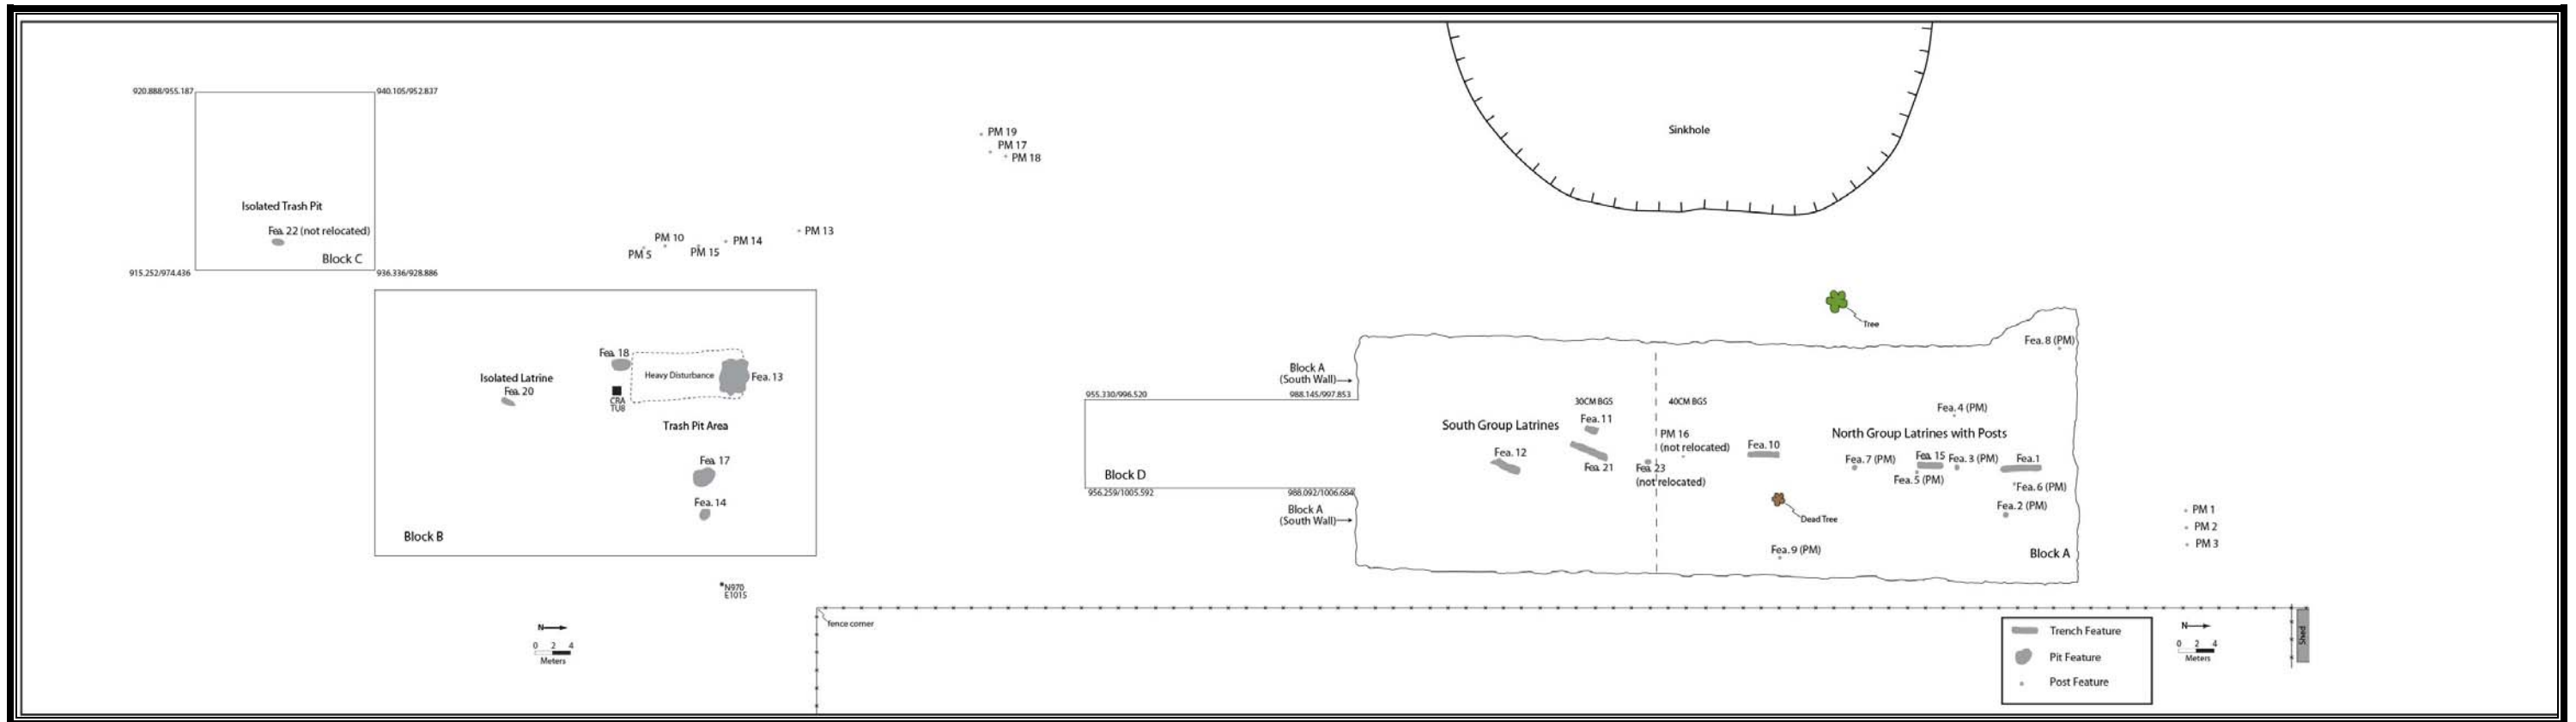 920.888/955.187
940.105/952.837
Isolated Trash Pit
Fea. 22 (not relocated)
Block C
915.252/974.436
936.336/928.886
PM 19
PM 17
PM 18
PM 10
PM 5
PM 15
PM 14
PM 13
Sinkhole
Tree
Isolated Latrine
Fea. 20
Fea. 18
Heavy Disturbance
Fea. 13
CRA
TU8
Trash Pit Area
Fea. 17
Fea. 14
Block B
N970
E1015
N
0 2 4
Meters
fence corner
Block A
(South Wall)
955.330/996.520
988.145/997.853
Block D
956.259/1005.592
988.092/1006.684
Block A
(South Wall)
South Group Latrines
Fea. 12
30CM BGS
Fea. 11
Fea. 21
40CM BGS
PM 16
(not relocated)
Fea. 23
(not relocated)
Fea. 10
Dead Tree
Fea. 9 (PM)
Fea. 8 (PM)
Fea. 4 (PM)
North Group Latrines with Posts
Fea. 7 (PM)
Fea. 15
Fea. 3 (PM)
Fea. 1
Fea. 5 (PM)
Fea. 6 (PM)
Fea. 2 (PM)
Block A
PM 1
PM 2
PM 3
Trench Feature
Pit Feature
Post Feature
N
0 2 4
Meters
Shed